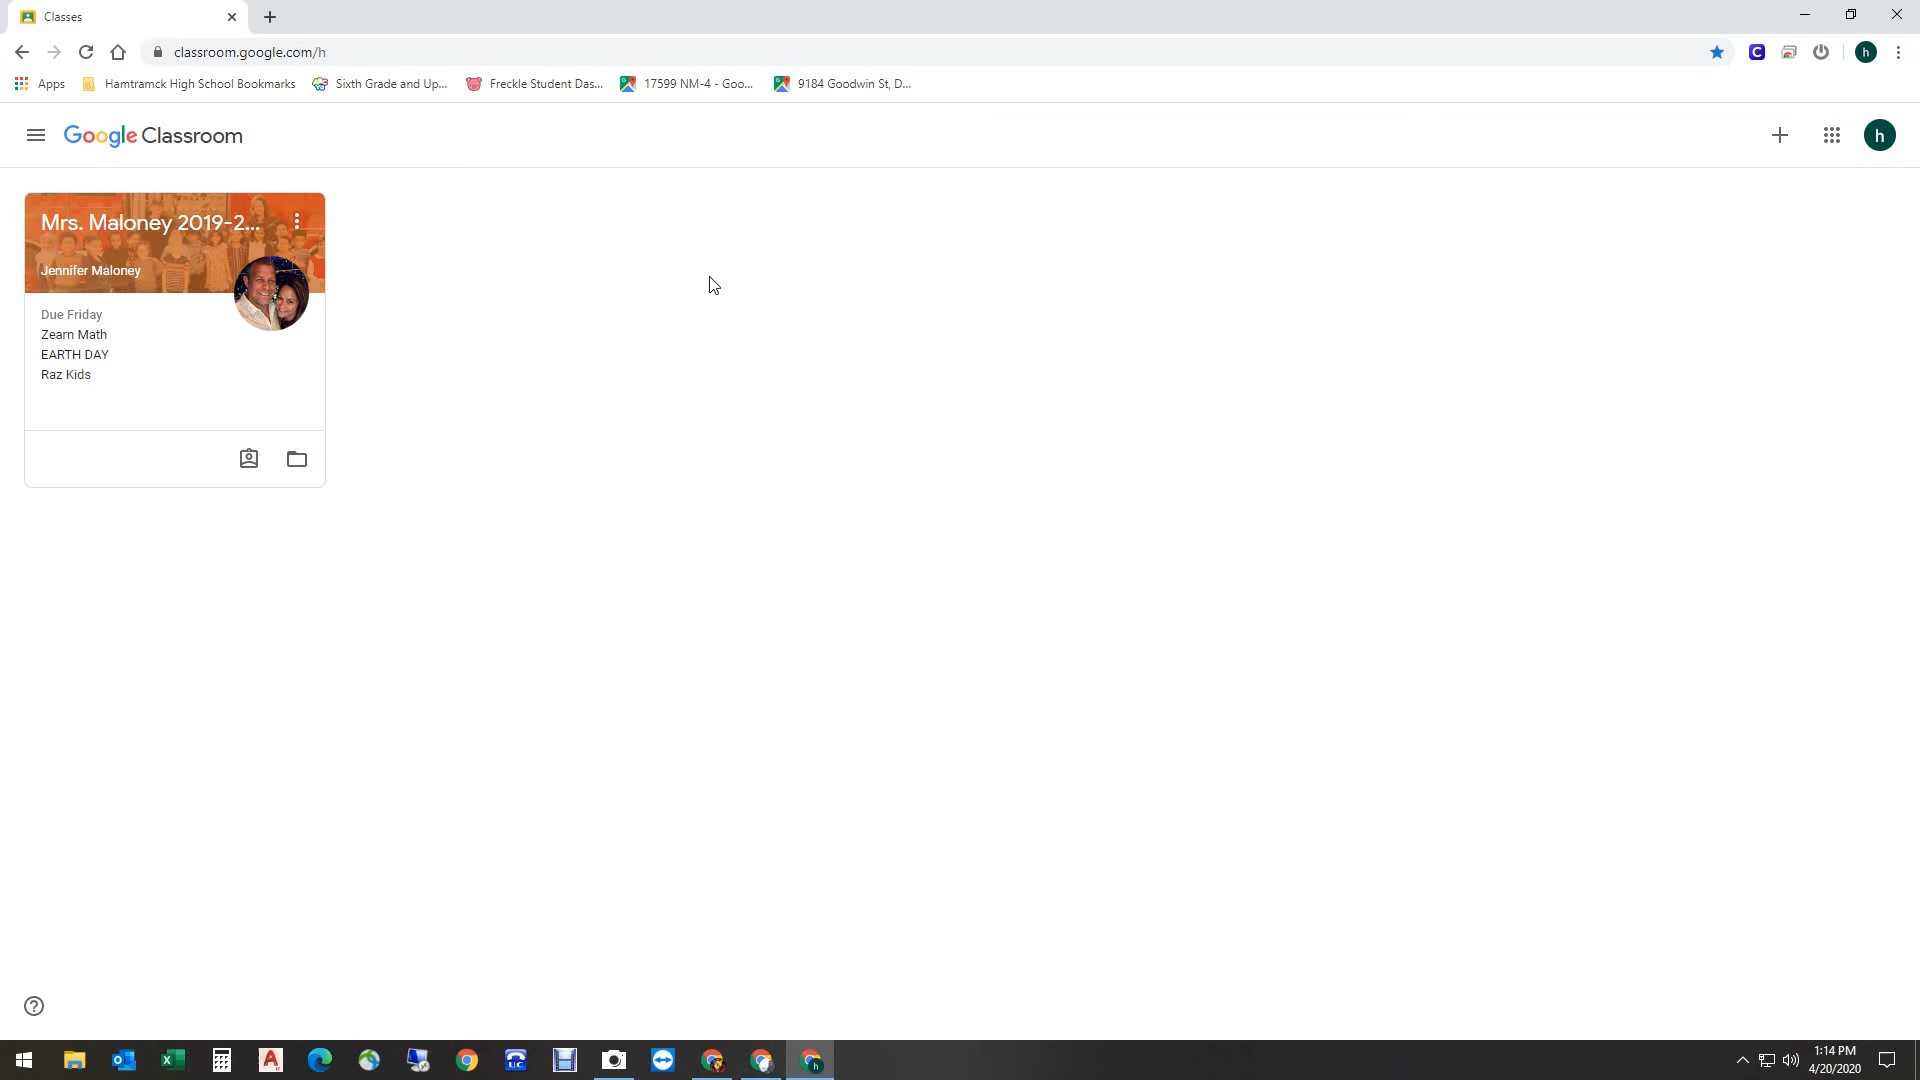 Classes
classroom.google.com/h
Apps Hamtramck High School Bookmarks Sixth Grade and Up... Freckle Student Das... 17599 NM-4 - Goo... 9184 Goodwin St, D...
Google Classroom
h
Mrs. Maloney 2019-2...
Jennifer Maloney
Due Friday
Zearn Math
EARTH DAY
Raz Kids
1:14 PM
4/20/2020